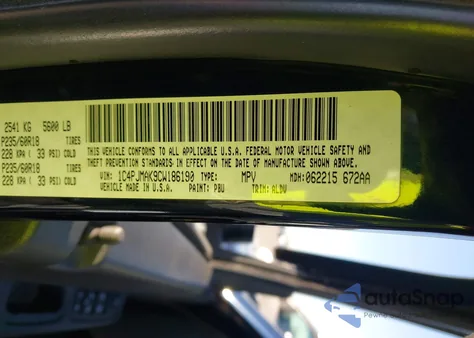 2541 KG 5600 LB
P235/60R18 TIRES
228 KPA ( 33 PSI) COLD
P235/60R18 TIRES
228 KPA ( 33 PSI) COLD
THIS VEHICLE CONFORMS TO ALL APPLICABLE U.S.A. FEDERAL MOTOR VEHICLE SAFETY AND
THEFT PREVENTION STANDARDS IN EFFECT ON THE DATE OF MANUFACTURE SHOWN ABOVE.
VIN: 1C4PJMAK9CW186190 TYPE: MPV MDH: 062215 672AA
VEHICLE MADE IN U.S.A. PAINT: PBU TRIM: ALDV
autoSnap